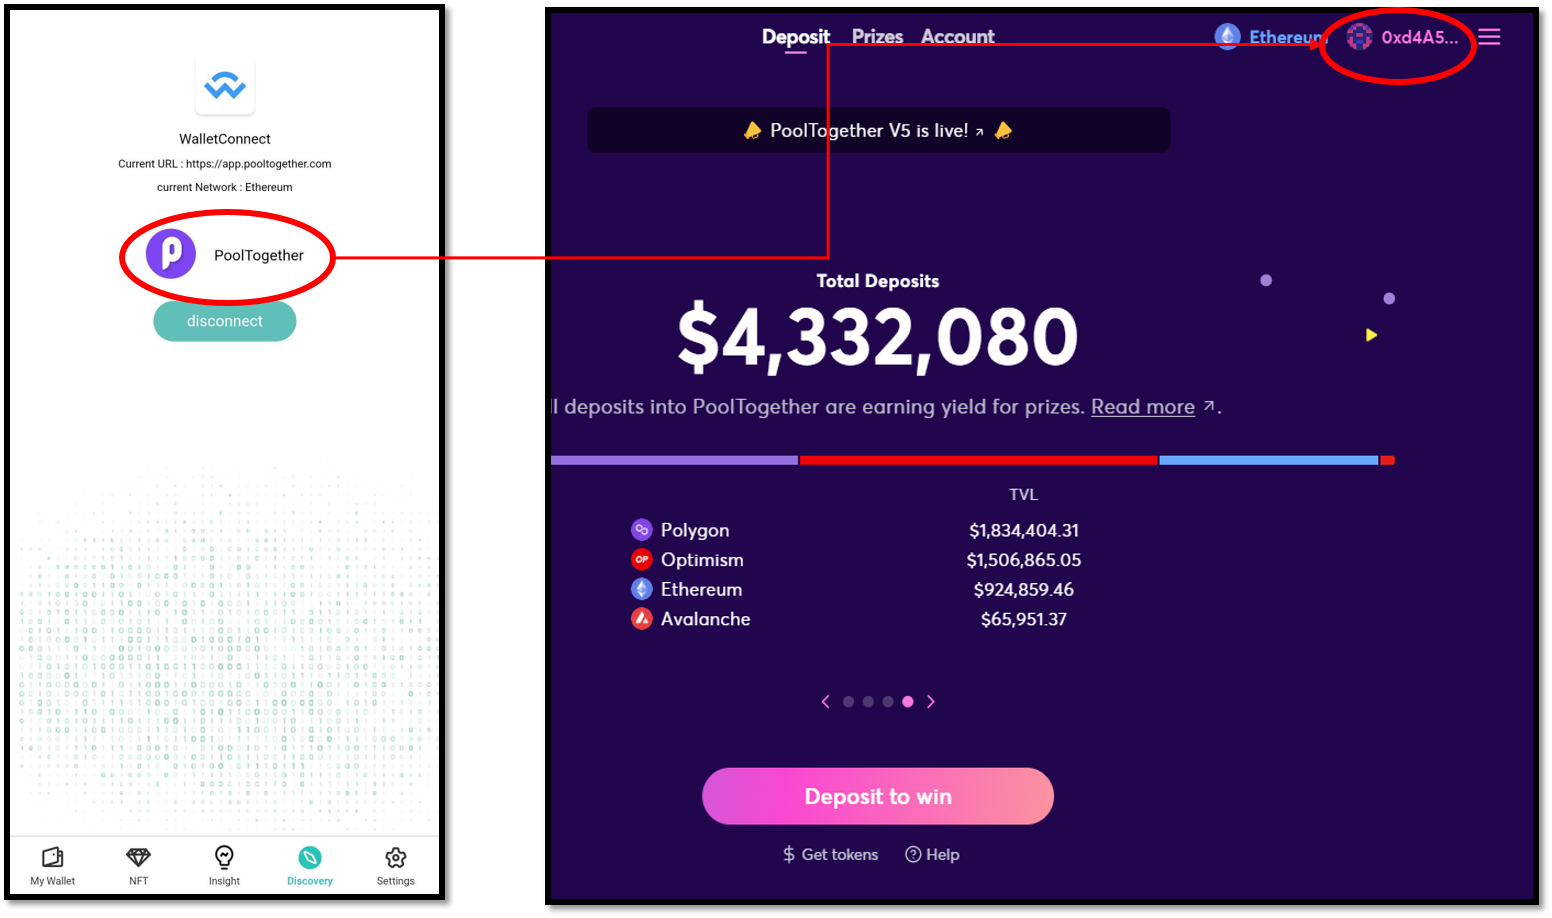 WalletConnect
Current URL : https://app.pooltogether.com
current Network : Ethereum
PoolTogether
disconnect
My Wallet
NFT
Insight
Discovery
Settings
Deposit Prizes Account
Ethereum
0xd4A5...
PoolTogether V5 is live!
Total Deposits
$4,332,080
deposits into PoolTogether are earning yield for prizes. Read more ↗.
TVL
Polygon $1,834,404.31
OP Optimism $1,506,865.05
Ethereum $924,859.46
Avalanche $65,951.37
Deposit to win
$ Get tokens
? Help